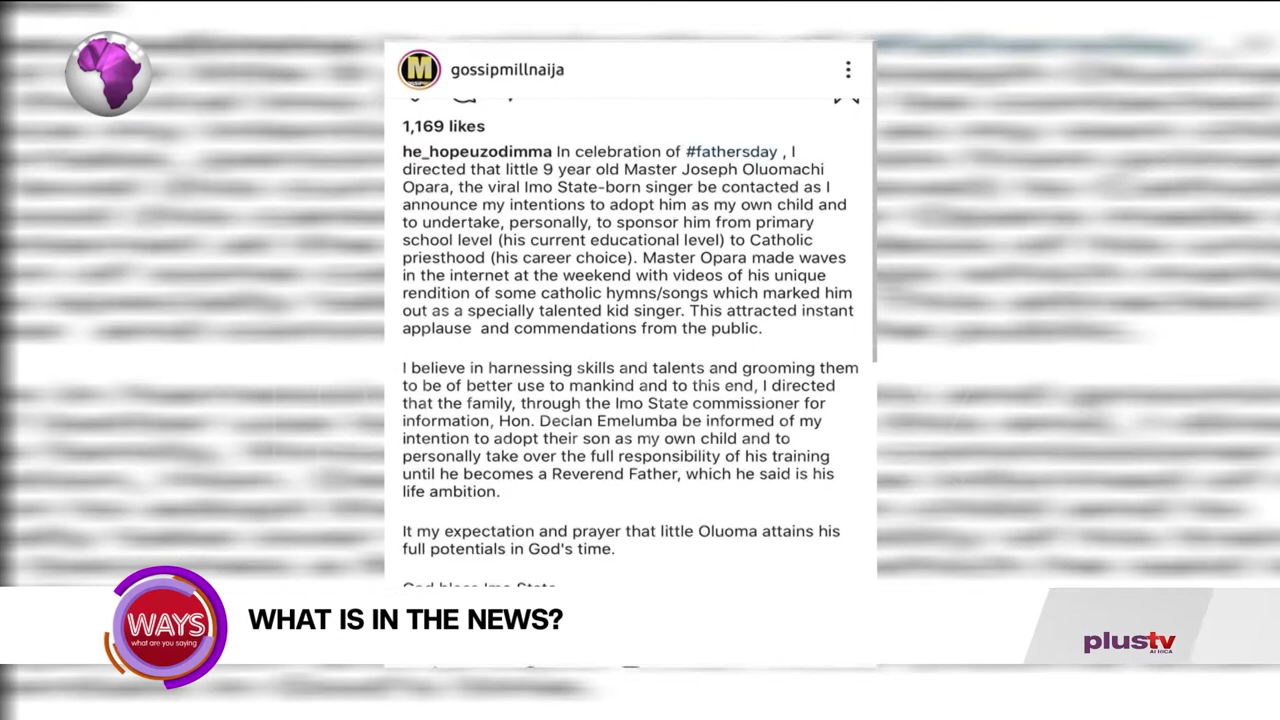 M
gossipmillnaija
1,169 likes
he_hopeuzodimma In celebration of #fathersday , I
directed that little 9 year old Master Joseph Oluomachi
Opara, the viral Imo State-born singer be contacted as I
announce my intentions to adopt him as my own child and
to undertake, personally, to sponsor him from primary
school level (his current educational level) to Catholic
priesthood (his career choice). Master Opara made waves
in the internet at the weekend with videos of his unique
rendition of some catholic hymns/songs which marked him
out as a specially talented kid singer. This attracted instant
applause and commendations from the public.
I believe in harnessing skills and talents and grooming them
to be of better use to mankind and to this end, I directed
that the family, through the Imo State commissioner for
information, Hon. Declan Emelumba be informed of my
intention to adopt their son as my own child and to
personally take over the full responsibility of his training
until he becomes a Reverend Father, which he said is his
life ambition.
It my expectation and prayer that little Oluoma attains his
full potentials in God's time.
God bless Imo State
WAYS
what are you saying
WHAT IS IN THE NEWS?
plustv
AFRICA